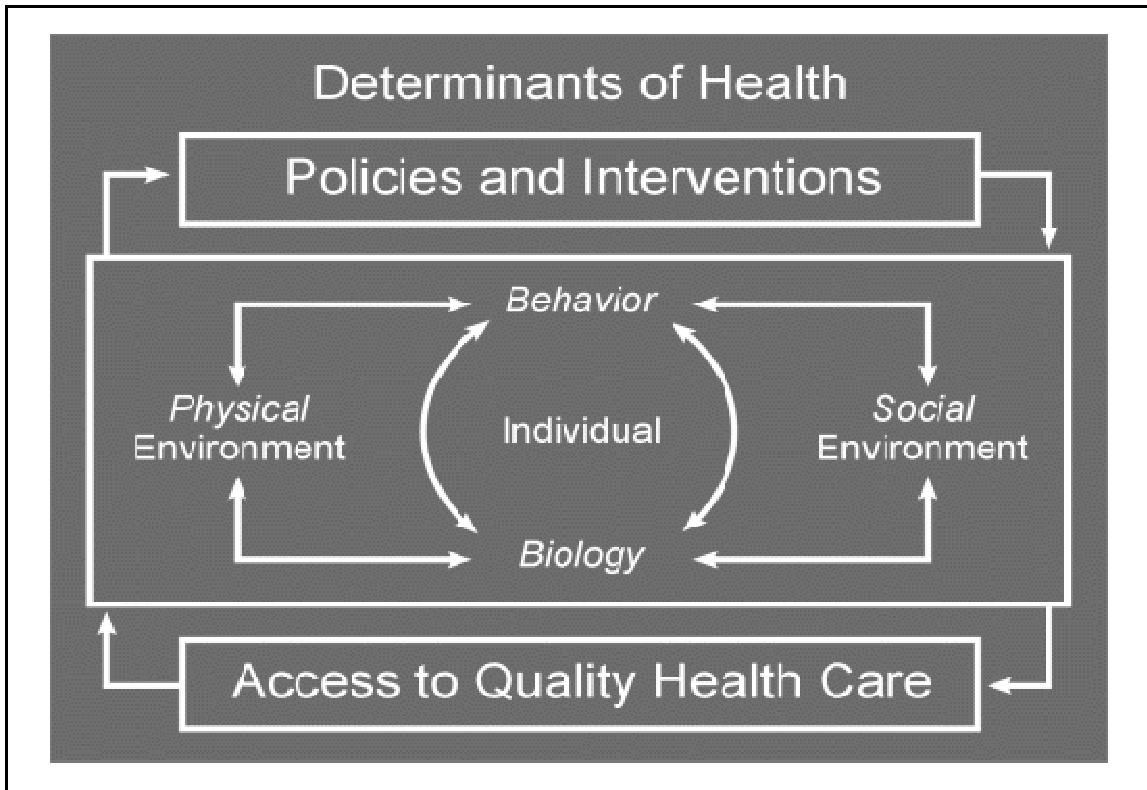 Determinants of Health
Policies and Interventions
Behavior
Physical
Environment
Individual
Social
Environment
Biology
Access to Quality Health Care